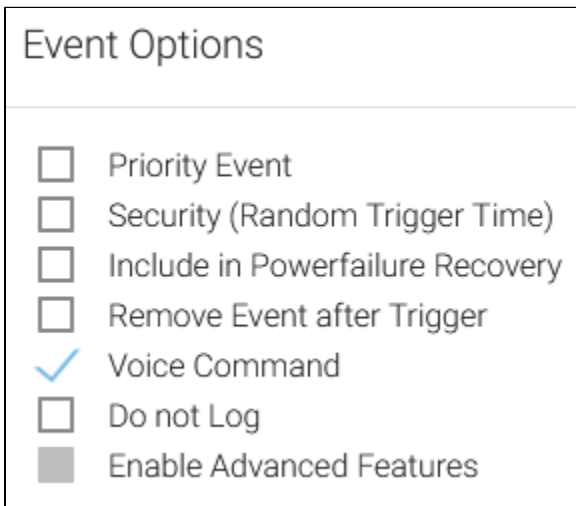 Event Options
Priority Event
Security (Random Trigger Time)
Include in Powerfailure Recovery
Remove Event after Trigger
Voice Command
Do not Log
Enable Advanced Features